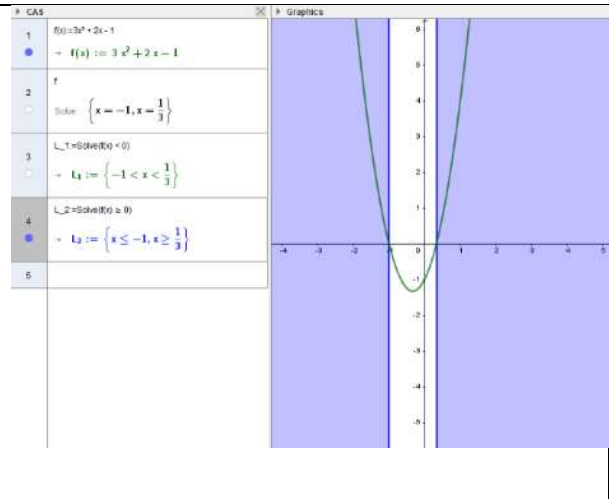 CAS
Graphics
1
f(x):=3x² + 2x - 1
→ f(x) := 3 x² + 2 x − 1
2
f
Solve: {x = −1, x = 1/3}
3
L_1:=Solve(f(x) < 0)
→ L₁ := {−1 < x < 1/3}
4
L_2:=Solve(f(x) ≥ 0)
→ L₂ := {x ≤ −1, x ≥ 1/3}
5
6
5
4
3
2
1
-4 -3 -2 0 1 2 3 4 5
-1
-2
-3
-4
-5